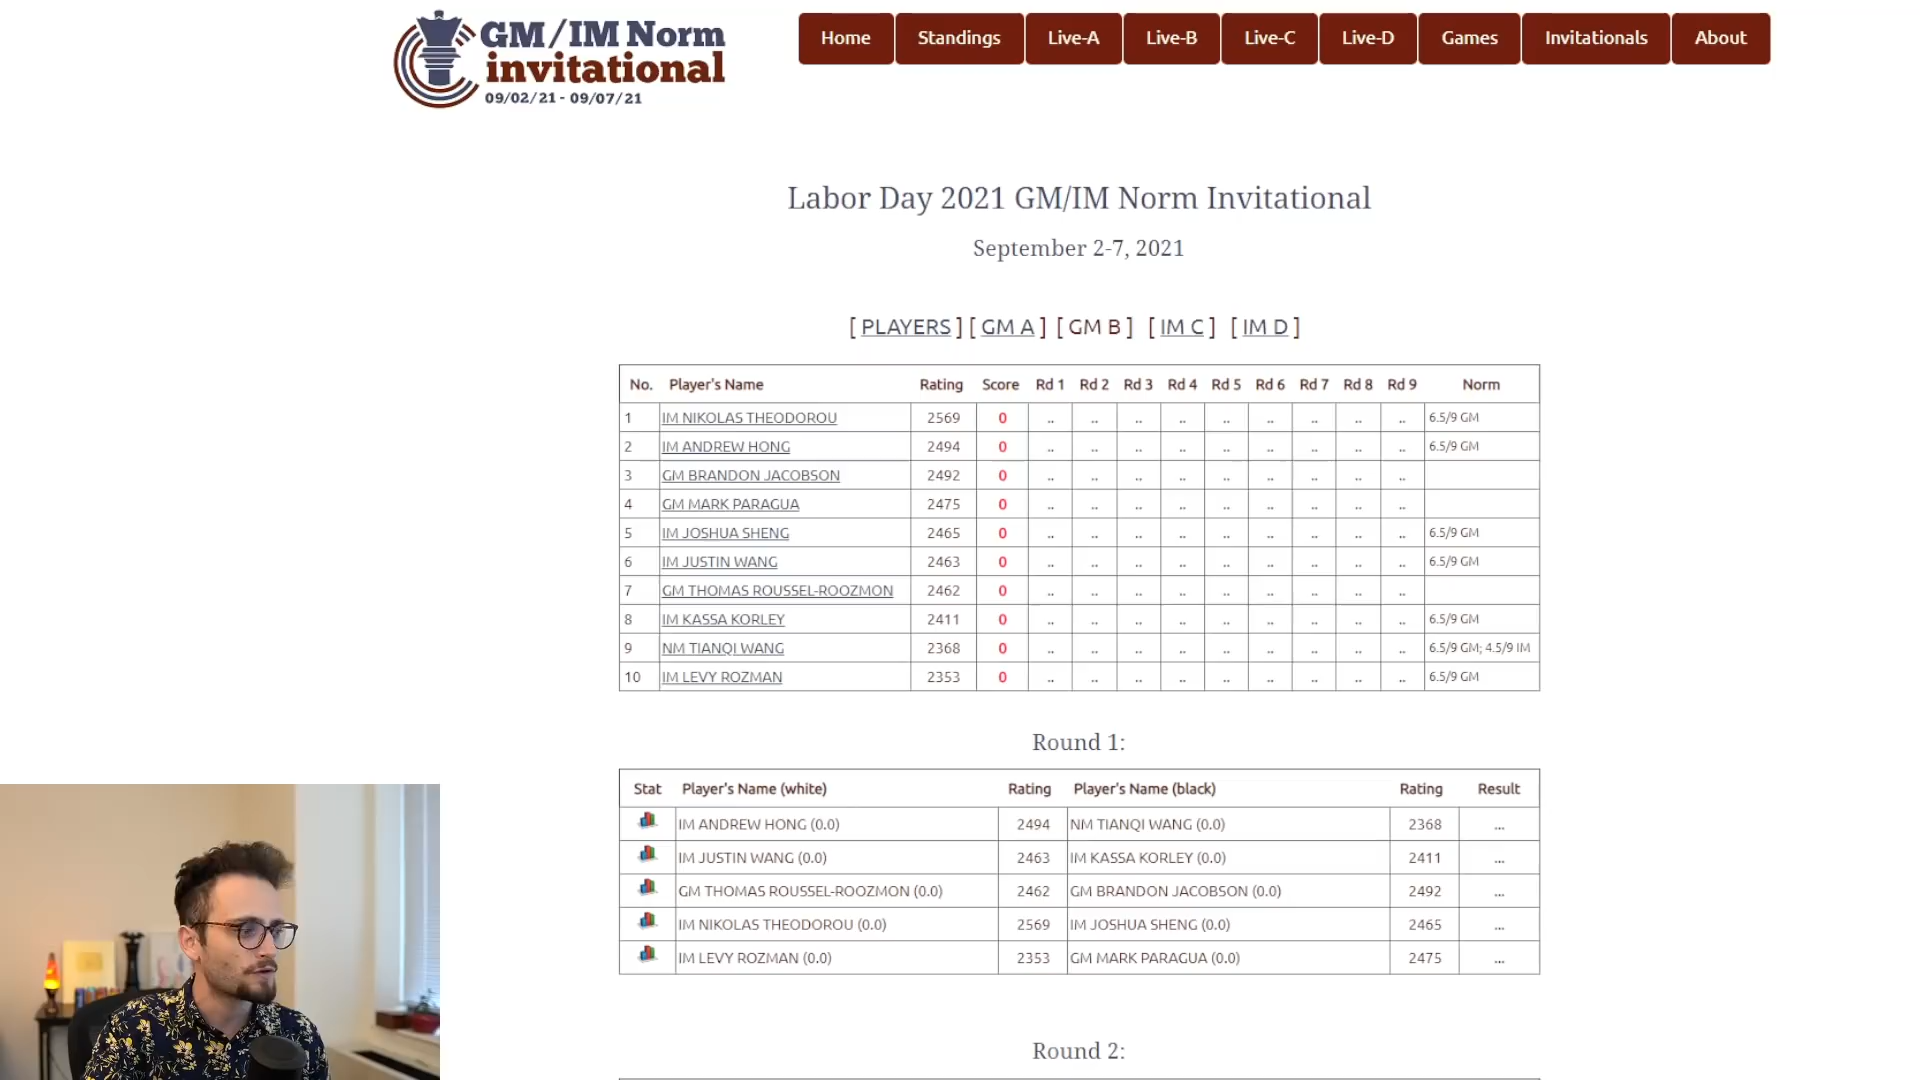 GM/IM Norm
invitational
09/02/21 - 09/07/21
Home Standings Live-A Live-B Live-C Live-D Games Invitationals About
Labor Day 2021 GM/IM Norm Invitational
September 2-7, 2021
[ PLAYERS ] [ GM A ] [ GM B ] [ IM C ] [ IM D ]
No. Player's Name Rating Score Rd 1 Rd 2 Rd 3 Rd 4 Rd 5 Rd 6 Rd 7 Rd 8 Rd 9 Norm
1 IM NIKOLAS THEODOROU 2569 0 .. .. .. .. .. .. .. .. .. 6.5/9 GM
2 IM ANDREW HONG 2494 0 .. .. .. .. .. .. .. .. .. 6.5/9 GM
3 GM BRANDON JACOBSON 2492 0 .. .. .. .. .. .. .. .. ..
4 GM MARK PARAGUA 2475 0 .. .. .. .. .. .. .. .. ..
5 IM JOSHUA SHENG 2465 0 .. .. .. .. .. .. .. .. .. 6.5/9 GM
6 IM JUSTIN WANG 2463 0 .. .. .. .. .. .. .. .. .. 6.5/9 GM
7 GM THOMAS ROUSSEL-ROOZMON 2462 0 .. .. .. .. .. .. .. .. ..
8 IM KASSA KORLEY 2411 0 .. .. .. .. .. .. .. .. .. 6.5/9 GM
9 NM TIANQI WANG 2368 0 .. .. .. .. .. .. .. .. .. 6.5/9 GM; 4.5/9 IM
10 IM LEVY ROZMAN 2353 0 .. .. .. .. .. .. .. .. .. 6.5/9 GM
Round 1:
Stat Player's Name (white) Rating Player's Name (black) Rating Result
IM ANDREW HONG (0.0) 2494 NM TIANQI WANG (0.0) 2368 ...
IM JUSTIN WANG (0.0) 2463 IM KASSA KORLEY (0.0) 2411 ...
GM THOMAS ROUSSEL-ROOZMON (0.0) 2462 GM BRANDON JACOBSON (0.0) 2492 ...
IM NIKOLAS THEODOROU (0.0) 2569 IM JOSHUA SHENG (0.0) 2465 ...
IM LEVY ROZMAN (0.0) 2353 GM MARK PARAGUA (0.0) 2475 ...
Round 2: